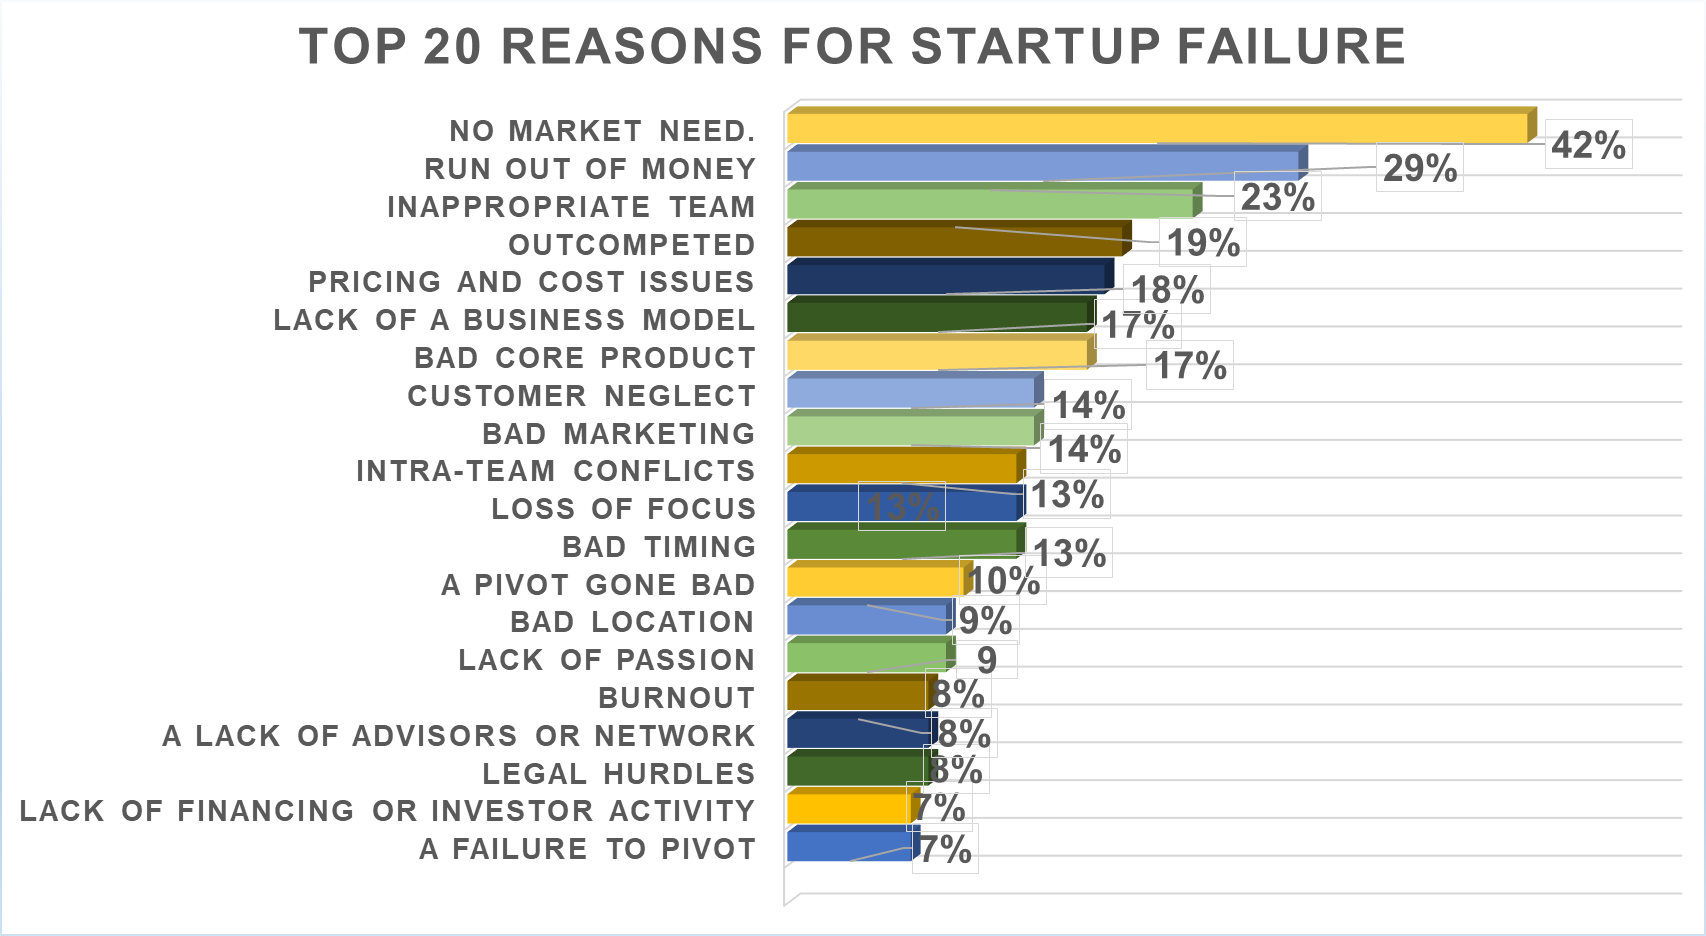 TOP 20 REASONS FOR STARTUP FAILURE
NO MARKET NEED. 42%
RUN OUT OF MONEY 29%
INAPPROPRIATE TEAM 23%
OUTCOMPETED 19%
PRICING AND COST ISSUES 18%
LACK OF A BUSINESS MODEL 17%
BAD CORE PRODUCT 17%
CUSTOMER NEGLECT 14%
BAD MARKETING 14%
INTRA-TEAM CONFLICTS 13%
LOSS OF FOCUS 13%
BAD TIMING 13%
A PIVOT GONE BAD 10%
BAD LOCATION 9%
LACK OF PASSION 9
BURNOUT 8%
A LACK OF ADVISORS OR NETWORK 8%
LEGAL HURDLES 8%
LACK OF FINANCING OR INVESTOR ACTIVITY 7%
A FAILURE TO PIVOT 7%